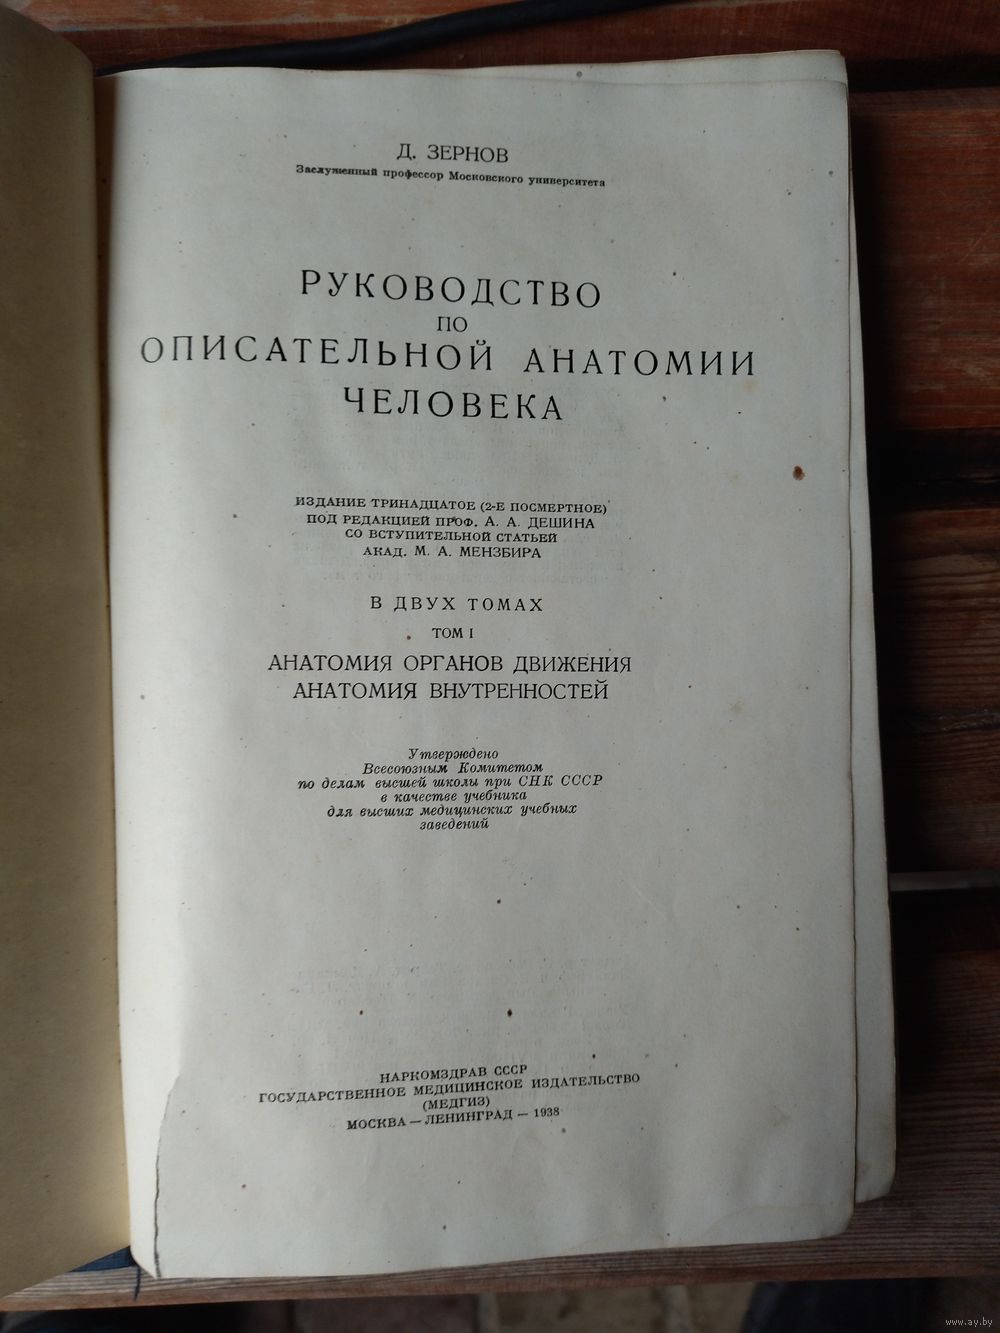 Д. ЗЕРНОВ
Заслуженный профессор Московского университета
РУКОВОДСТВО
ПО
ОПИСАТЕЛЬНОЙ АНАТОМИИ
ЧЕЛОВЕКА
ИЗДАНИЕ ТРИНАДЦАТОЕ (2-Е ПОСМЕРТНОЕ)
ПОД РЕДАКЦИЕЙ ПРОФ. А. А. ДЕШИНА
СО ВСТУПИТЕЛЬНОЙ СТАТЬЕЙ
АКАД. М. А. МЕНЗБИРА
В ДВУХ ТОМАХ
ТОМ I
АНАТОМИЯ ОРГАНОВ ДВИЖЕНИЯ
АНАТОМИЯ ВНУТРЕННОСТЕЙ
Утверждено
Всесоюзным Комитетом
по делам высшей школы при СНК СССР
в качестве учебника
для высших медицинских учебных
заведений
НАРКОМЗДРАВ СССР
ГОСУДАРСТВЕННОЕ МЕДИЦИНСКОЕ ИЗДАТЕЛЬСТВО
(МЕДГИЗ)
МОСКВА — ЛЕНИНГРАД — 1938
www.ay.by